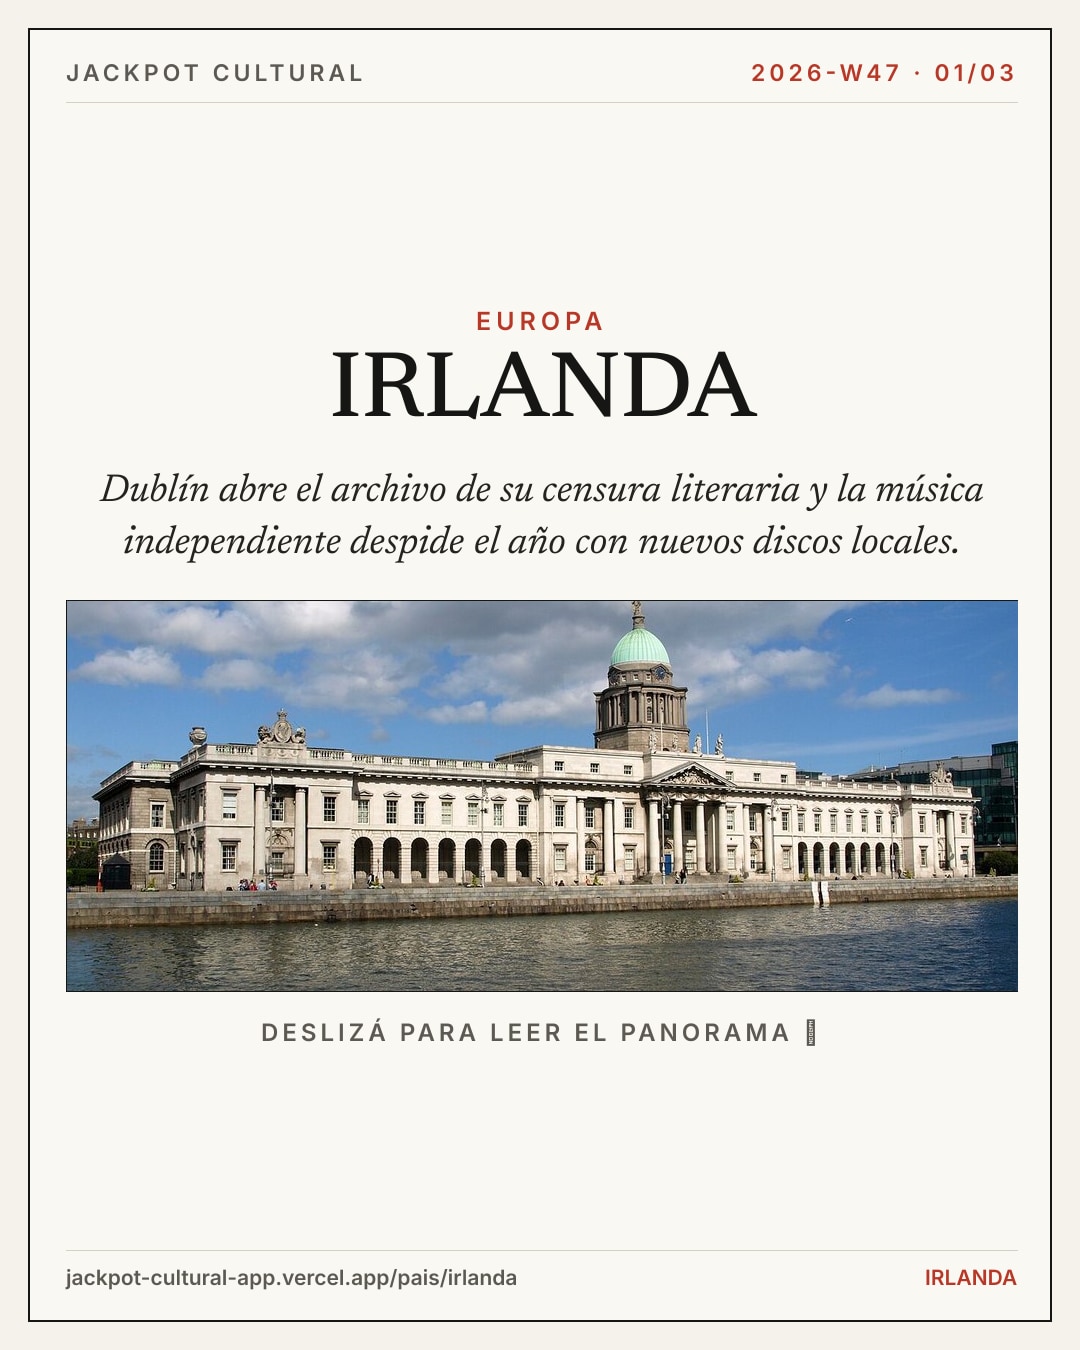 JACKPOT CULTURAL
2026-W47 · 01/03
EUROPA
IRLANDA
Dublín abre el archivo de su censura literaria y la música
independiente despide el año con nuevos discos locales.
DESLIZÁ PARA LEER EL PANORAMA
jackpot-cultural-app.vercel.app/pais/irlanda
IRLANDA